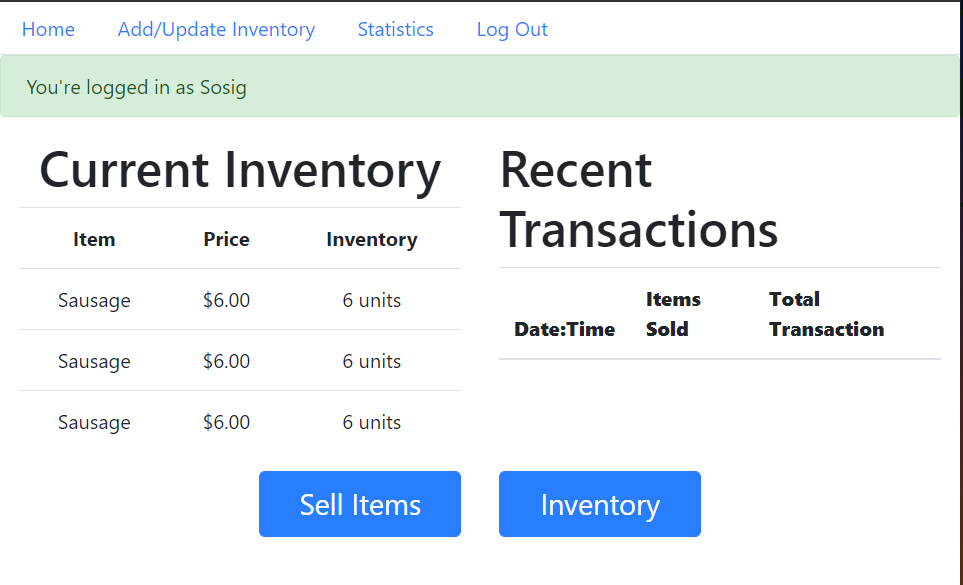 Home Add/Update Inventory Statistics Log Out
You're logged in as Sosig
Current Inventory
Item Price Inventory
Sausage $6.00 6 units
Sausage $6.00 6 units
Sausage $6.00 6 units
Recent
Transactions
Date:Time Items Sold Total Transaction
Sell Items Inventory